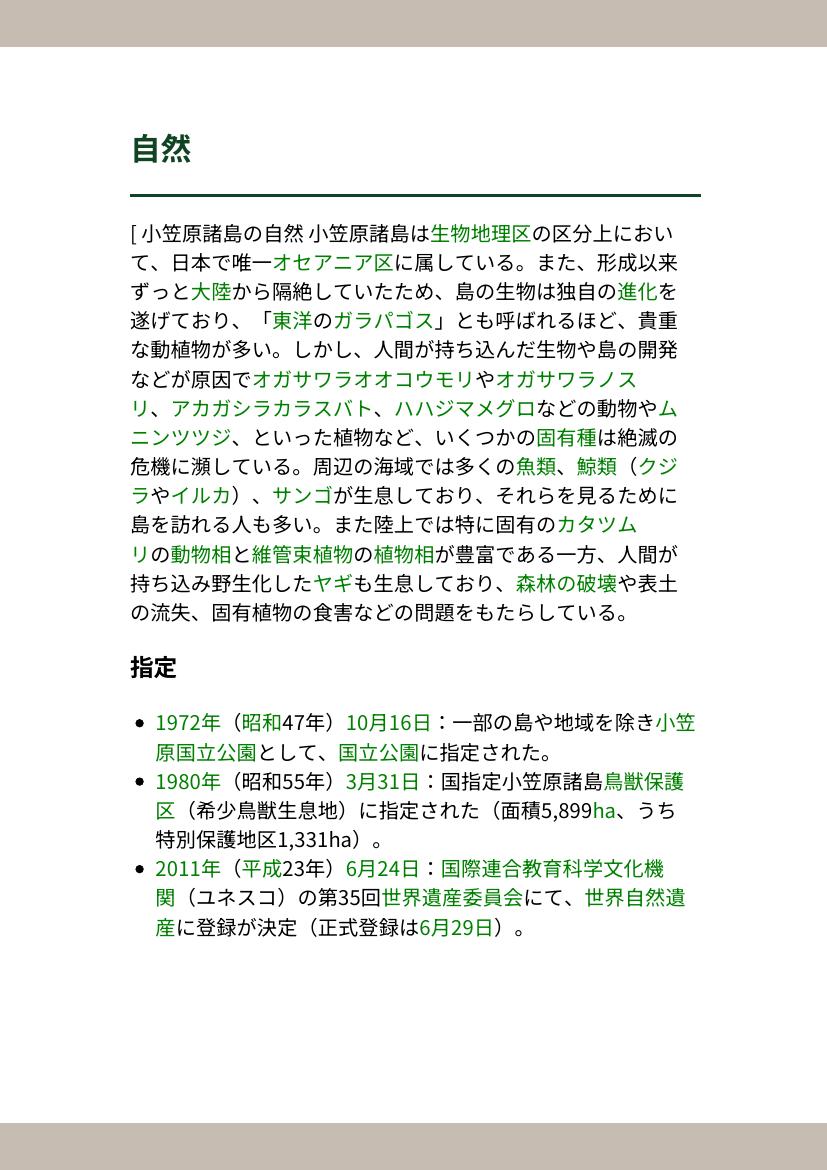 自然
[ 小笠原諸島の自然 小笠原諸島は生物地理区の区分上におい
て、日本で唯一オセアニア区に属している。また、形成以来
ずっと大陸から隔絶していたため、島の生物は独自の進化を
遂げており、「東洋のガラパゴス」とも呼ばれるほど、貴重
な動植物が多い。しかし、人間が持ち込んだ生物や島の開発
などが原因でオガサワラオオコウモリやオガサワラノス
リ、アカガシラカラスバト、ハハジマメグロなどの動物やム
ニンツツジ、といった植物など、いくつかの固有種は絶滅の
危機に瀕している。周辺の海域では多くの魚類、鯨類（クジ
ラやイルカ）、サンゴが生息しており、それらを見るために
島を訪れる人も多い。また陸上では特に固有のカタツム
リの動物相と維管束植物の植物相が豊富である一方、人間が
持ち込み野生化したヤギも生息しており、森林の破壊や表土
の流失、固有植物の食害などの問題をもたらしている。
指定
• 1972年（昭和47年）10月16日：一部の島や地域を除き小笠
原国立公園として、国立公園に指定された。
• 1980年（昭和55年）3月31日：国指定小笠原諸島鳥獣保護
区（希少鳥獣生息地）に指定された（面積5,899ha、うち
特別保護地区1,331ha）。
• 2011年（平成23年）6月24日：国際連合教育科学文化機
関（ユネスコ）の第35回世界遺産委員会にて、世界自然遺
産に登録が決定（正式登録は6月29日）。